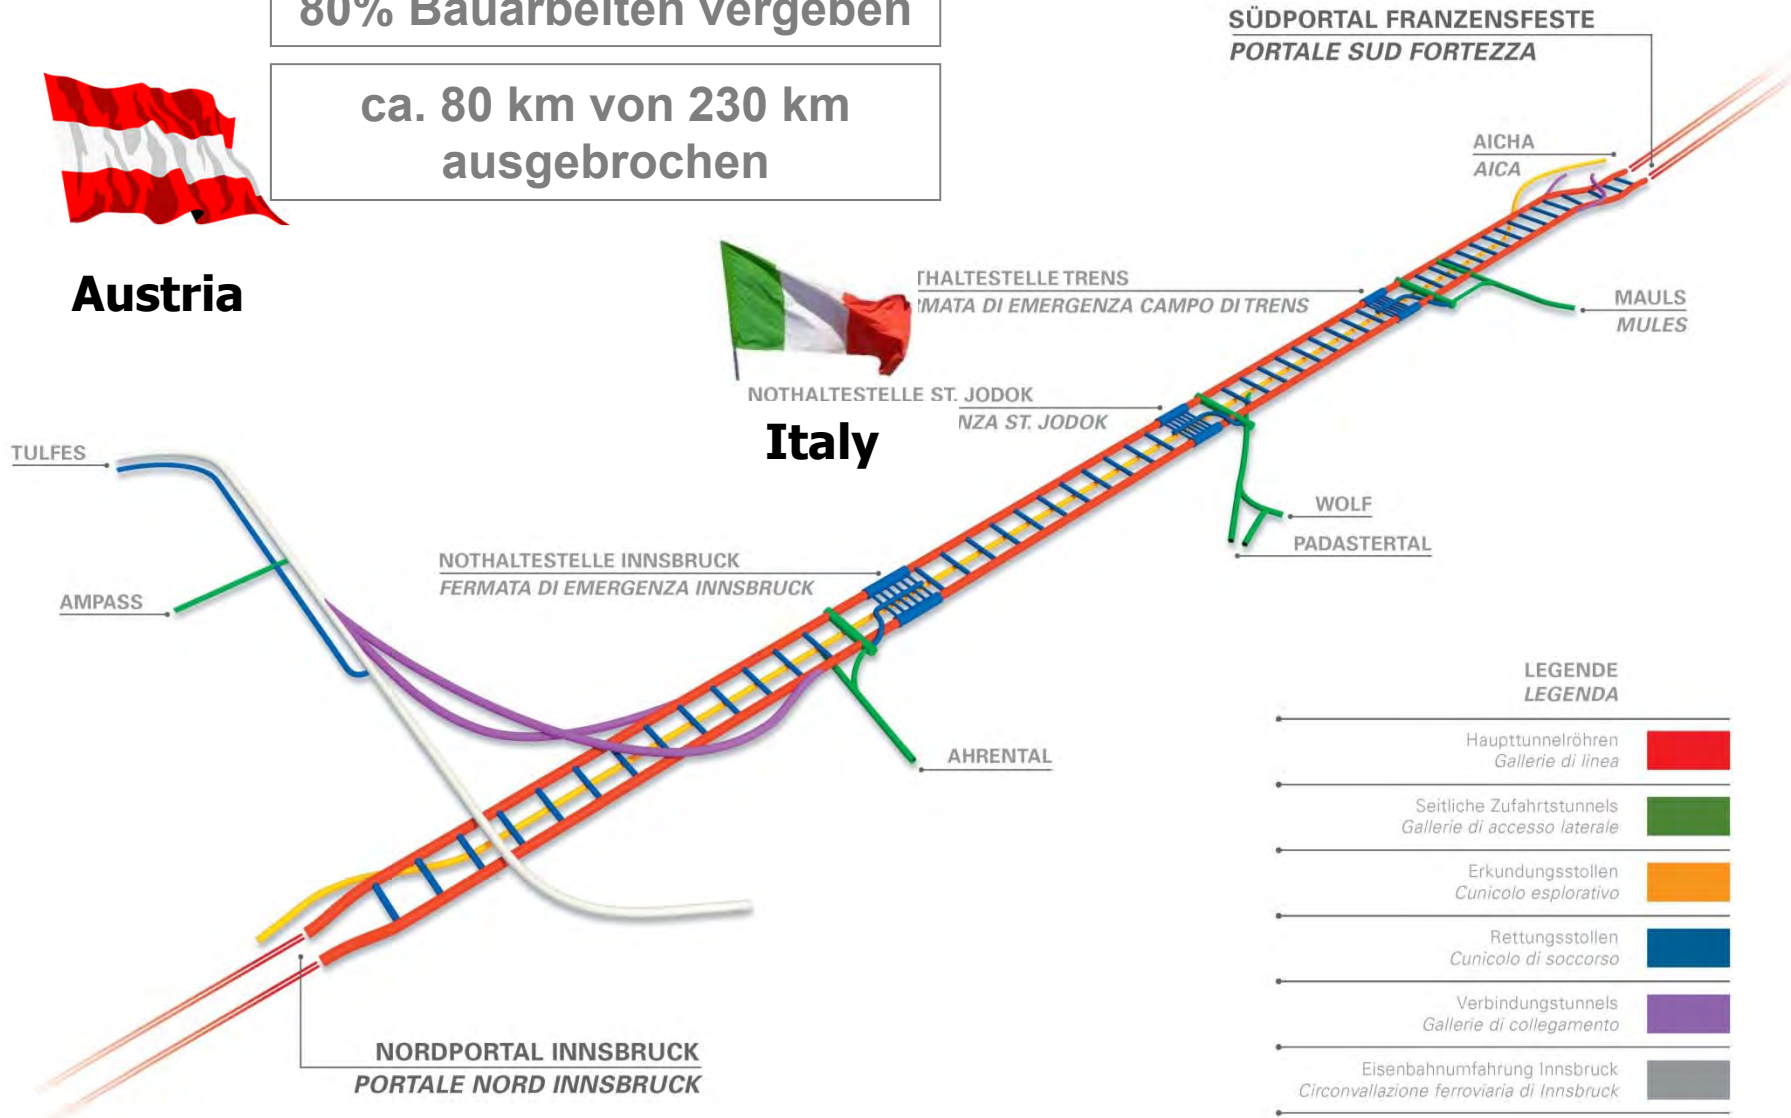 80% Bauarbeiten vergeben
ca. 80 km von 230 km
ausgebrochen
Austria
SÜDPORTAL FRANZENSFESTE
PORTALE SUD FORTEZZA
AICHA
AICA
THALTESTELLE TRENS
RMATA DI EMERGENZA CAMPO DI TRENS
MAULS
MULES
NOTHALTESTELLE ST. JODOK
NZA ST. JODOK
Italy
TULFES
WOLF
PADASTERTAL
NOTHALTESTELLE INNSBRUCK
FERMATA DI EMERGENZA INNSBRUCK
AMPASS
AHRENTAL
NORDPORTAL INNSBRUCK
PORTALE NORD INNSBRUCK
LEGENDE
LEGENDA
Haupttunnelröhren
Gallerie di linea
Seitliche Zufahrtstunnels
Gallerie di accesso laterale
Erkundungsstollen
Cunicolo esplorativo
Rettungsstollen
Cunicolo di soccorso
Verbindungstunnels
Gallerie di collegamento
Eisenbahnumfahrung Innsbruck
Circonvallazione ferroviaria di Innsbruck